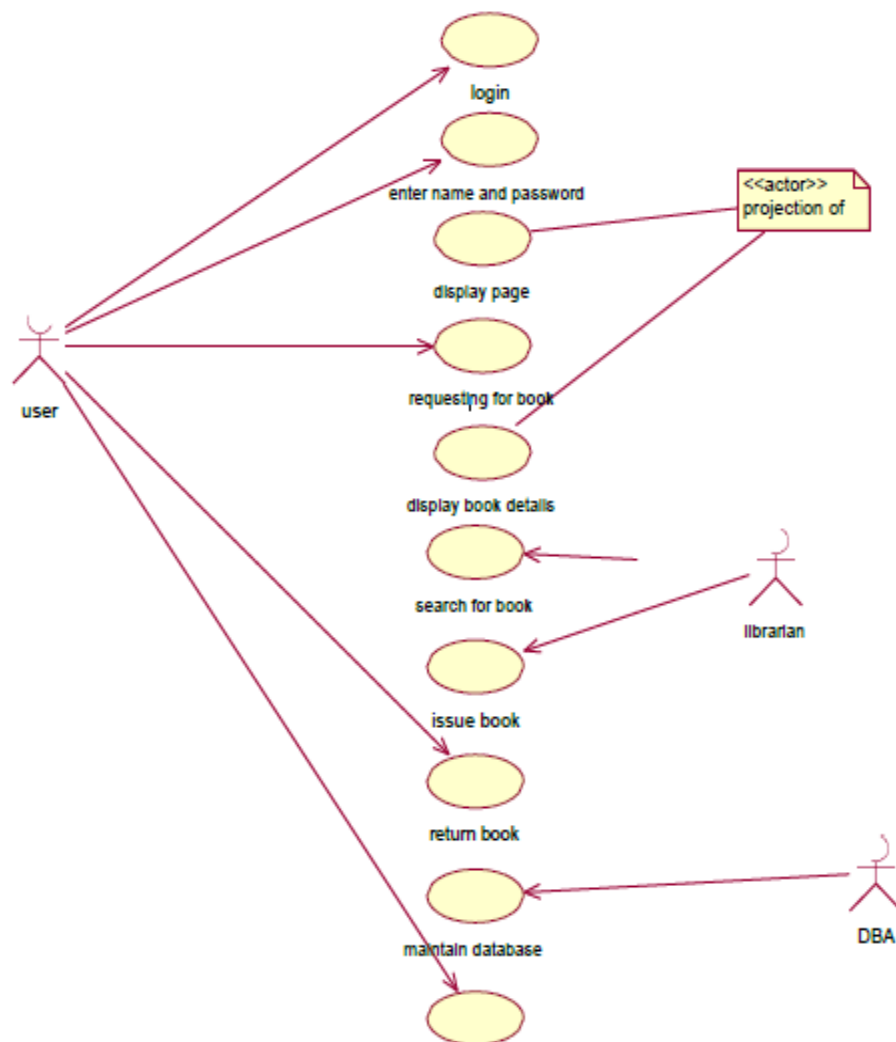 login
enter name and password
<<actor>>
projection of
display page
requesting for book
user
display book details
search for book
librarian
issue book
return book
DBA
maintain database